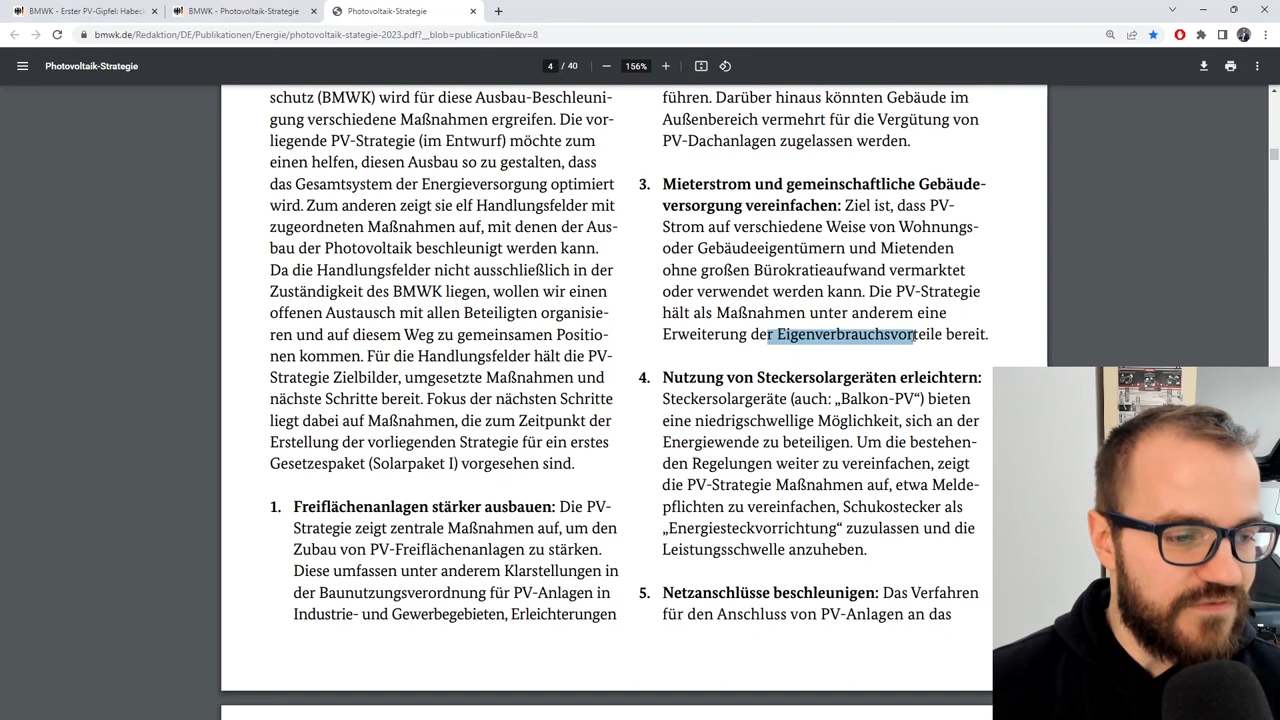 BMWK - Erster PV-Gipfel: Habec
BMWK - Photovoltaik-Strategie
Photovoltaik-Strategie
bmwk.de/Redaktion/DE/Publikationen/Energie/photovoltaik-stategie-2023.pdf?__blob=publicationFile&v=8
Photovoltaik-Strategie
4 / 40
156%
schutz (BMWK) wird für diese Ausbau-Beschleuni-
gung verschiedene Maßnahmen ergreifen. Die vor-
liegende PV-Strategie (im Entwurf) möchte zum
einen helfen, diesen Ausbau so zu gestalten, dass
das Gesamtsystem der Energieversorgung optimiert
wird. Zum anderen zeigt sie elf Handlungsfelder mit
zugeordneten Maßnahmen auf, mit denen der Aus-
bau der Photovoltaik beschleunigt werden kann.
Da die Handlungsfelder nicht ausschließlich in der
Zuständigkeit des BMWK liegen, wollen wir einen
offenen Austausch mit allen Beteiligten organisie-
ren und auf diesem Weg zu gemeinsamen Positio-
nen kommen. Für die Handlungsfelder hält die PV-
Strategie Zielbilder, umgesetzte Maßnahmen und
nächste Schritte bereit. Fokus der nächsten Schritte
liegt dabei auf Maßnahmen, die zum Zeitpunkt der
Erstellung der vorliegenden Strategie für ein erstes
Gesetzespaket (Solarpaket I) vorgesehen sind.
1. Freiflächenanlagen stärker ausbauen: Die PV-
Strategie zeigt zentrale Maßnahmen auf, um den
Zubau von PV-Freiflächenanlagen zu stärken.
Diese umfassen unter anderem Klarstellungen in
der Baunutzungsverordnung für PV-Anlagen in
Industrie- und Gewerbegebieten, Erleichterungen
führen. Darüber hinaus könnten Gebäude im
Außenbereich vermehrt für die Vergütung von
PV-Dachanlagen zugelassen werden.
3. Mieterstrom und gemeinschaftliche Gebäude-
versorgung vereinfachen: Ziel ist, dass PV-
Strom auf verschiedene Weise von Wohnungs-
oder Gebäudeeigentümern und Mietenden
ohne großen Bürokratieaufwand vermarktet
oder verwendet werden kann. Die PV-Strategie
hält als Maßnahmen unter anderem eine
Erweiterung der Eigenverbrauchsvorteile bereit.
4. Nutzung von Steckersolargeräten erleichtern:
Steckersolargeräte (auch: „Balkon-PV“) bieten
eine niedrigschwellige Möglichkeit, sich an der
Energiewende zu beteiligen. Um die bestehen-
den Regelungen weiter zu vereinfachen, zeigt
die PV-Strategie Maßnahmen auf, etwa Melde-
pflichten zu vereinfachen, Schukostecker als
„Energiesteckvorrichtung“ zuzulassen und die
Leistungsschwelle anzuheben.
5. Netzanschlüsse beschleunigen: Das Verfahren
für den Anschluss von PV-Anlagen an das